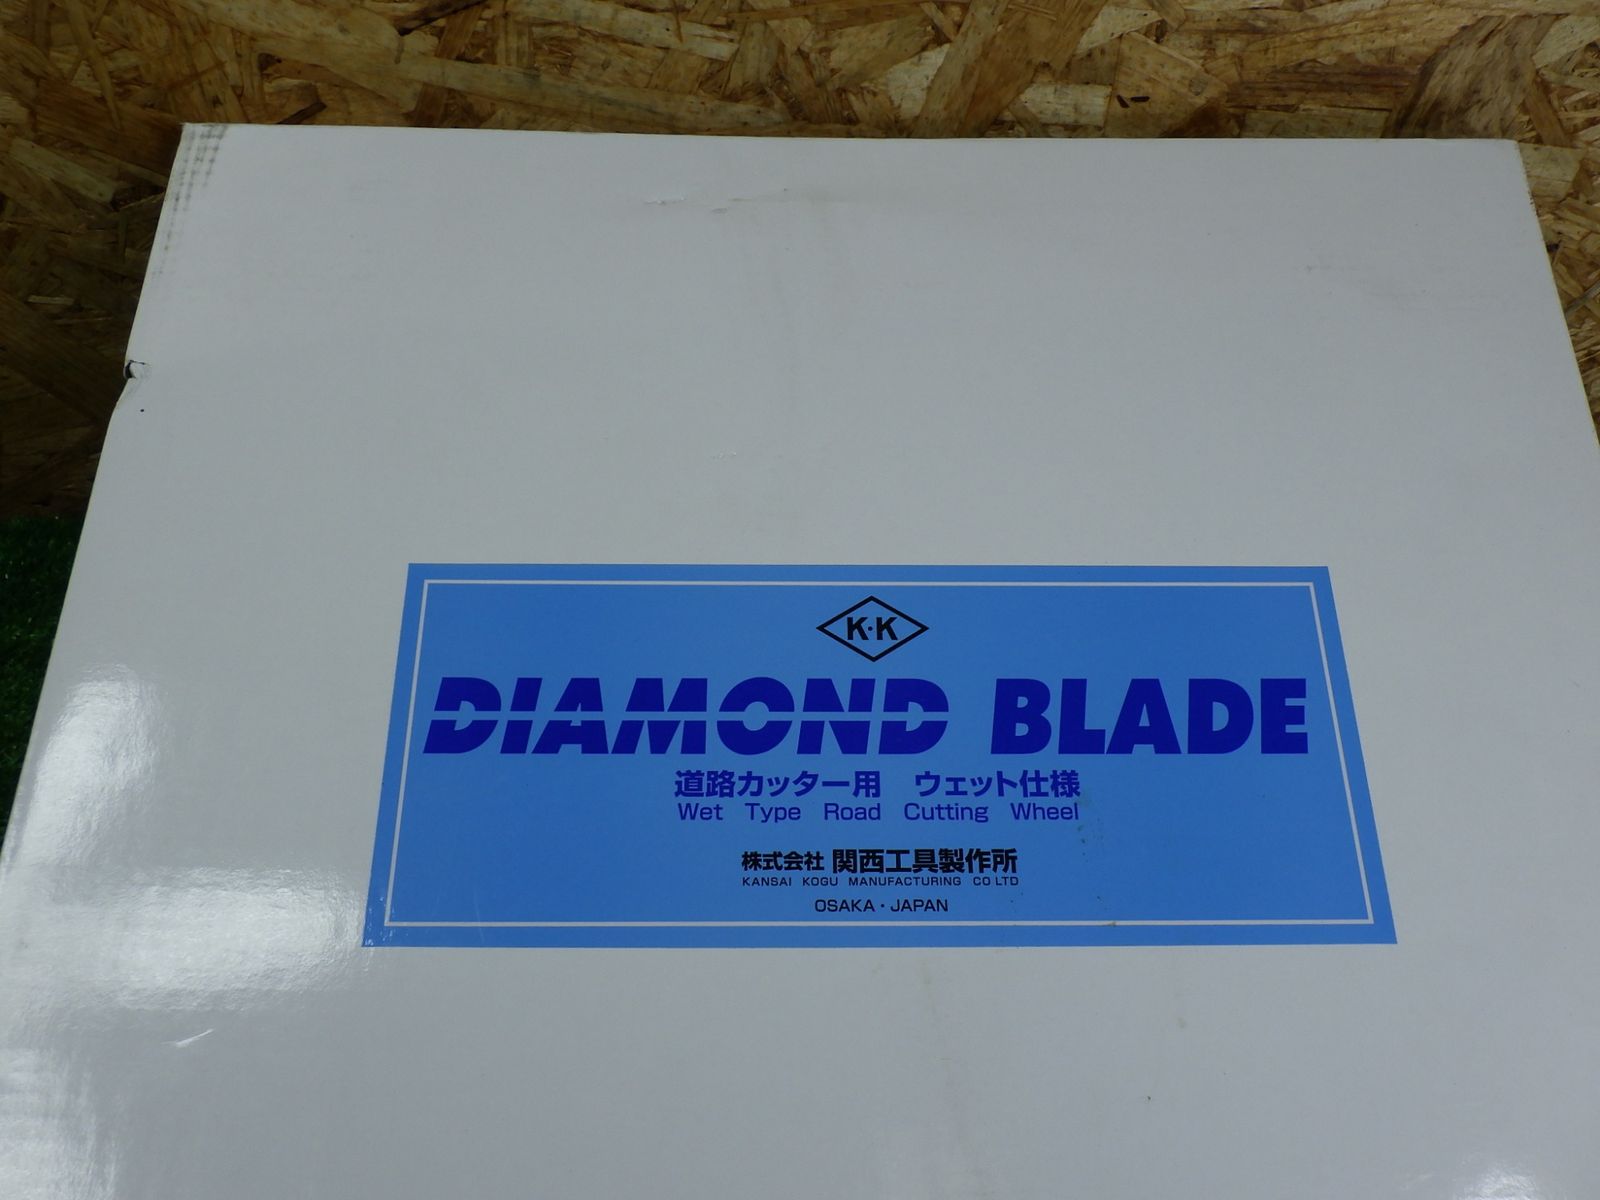 K·K
DIAMOND BLADE
道路カッター用 ウェット仕様
Wet Type Road Cutting Wheel
株式会社 関西工具製作所
KANSAI KOGU MANUFACTURING CO LTD
OSAKA・JAPAN